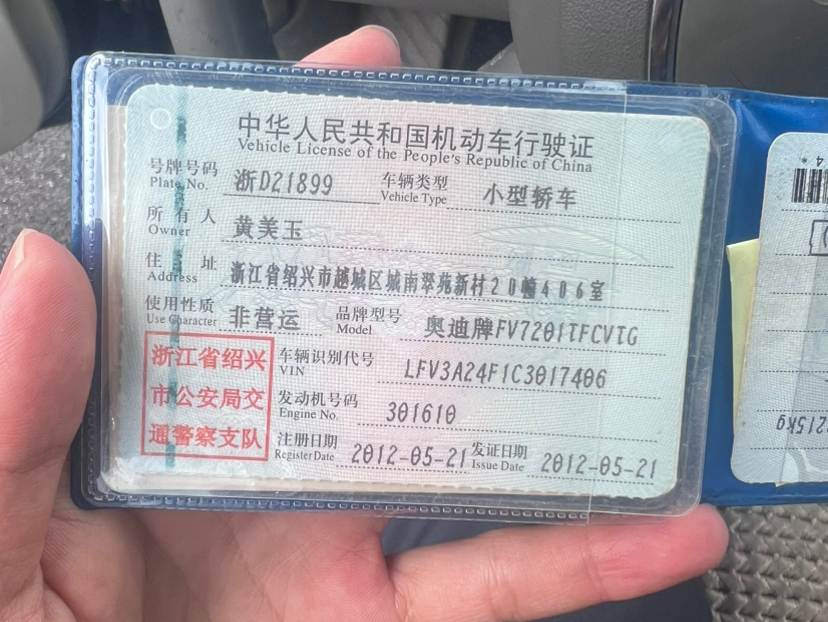 中华人民共和国机动车行驶证
Vehicle License of the People's Republic of China
号牌号码 浙D21899 车辆类型 小型轿车
Plate No. Vehicle Type
所有人 黄美玉
Owner
住址 浙江省绍兴市越城区城南翠苑新村20幢406室
Address
使用性质 非营运 品牌型号 奥迪牌FV7201TFCVTG
Use Character Model
浙江省绍兴
市公安局交
通警察支队
车辆识别代号 LFV3A24F1C3017406
VIN
发动机号码 301610
Engine No.
注册日期 2012-05-21 发证日期 2012-05-21
Register Date Issue Date